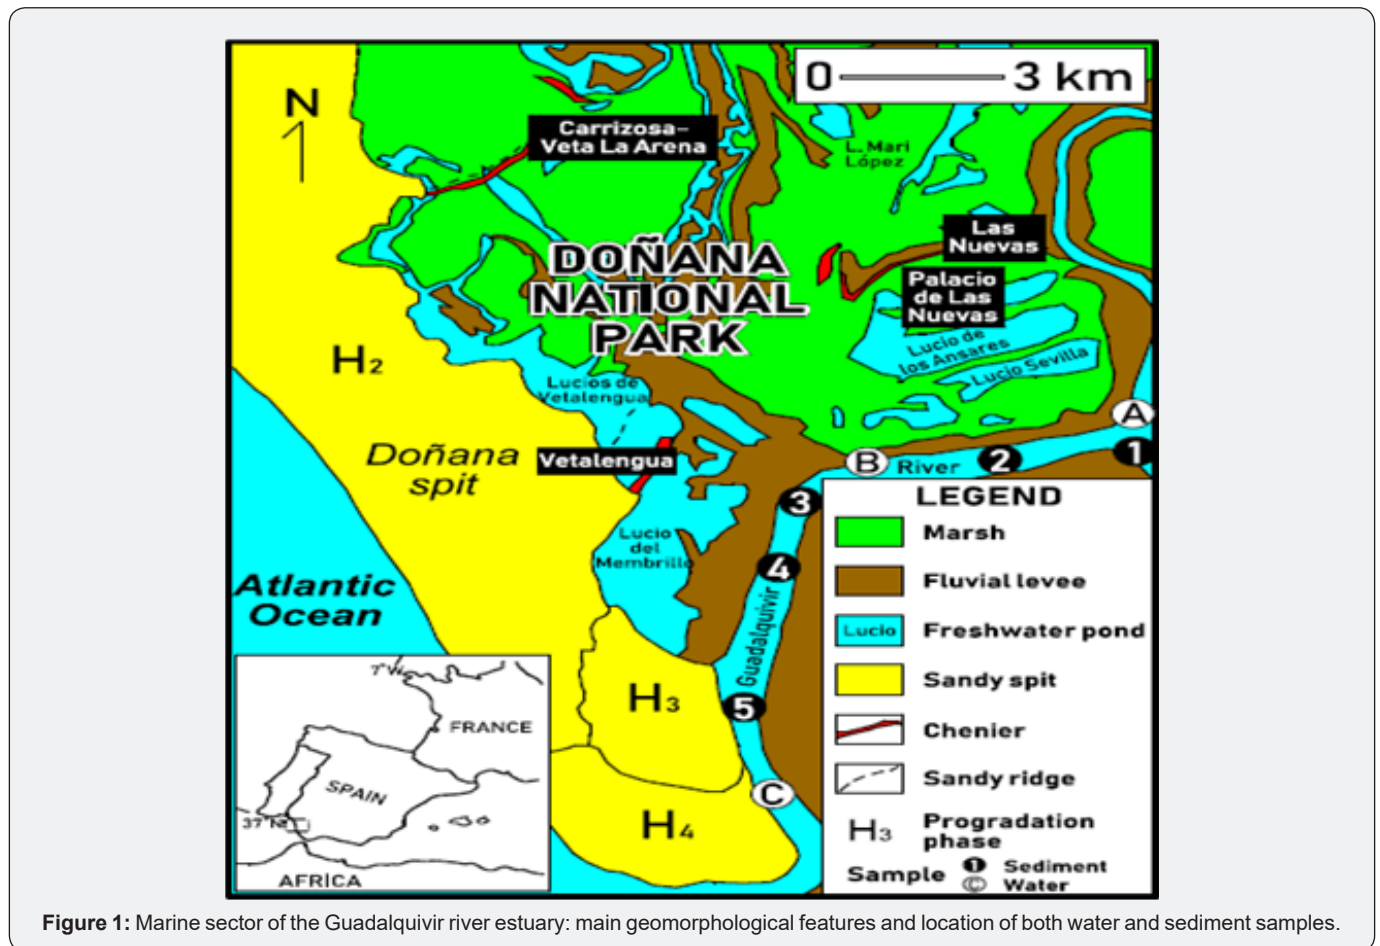 0 3 km
N
Carrizosa-
Veta La Arena
L. Mari
López
Las
Nuevas
DOÑANA
NATIONAL
PARK
Palacio
de Las
Nuevas
Lucio de
los Ansares
Lucio Sevilla
H2
Lucios de
Vetalengua
A
Doñana
spit
Vetalengua
B River 2 1
3
LEGEND
Marsh
Lucio
del
Membrillo
4
Fluvial levee
Atlantic
Ocean
Guadalquivir
Lucio Freshwater pond
Sandy spit
H3
5
Chenier
Sandy ridge
C
H4
H3 Progradation
phase
Sample 1 Sediment
C Water
7°W
FRANCE
SPAIN
37°N
AFRICA
Figure 1: Marine sector of the Guadalquivir river estuary: main geomorphological features and location of both water and sediment samples.